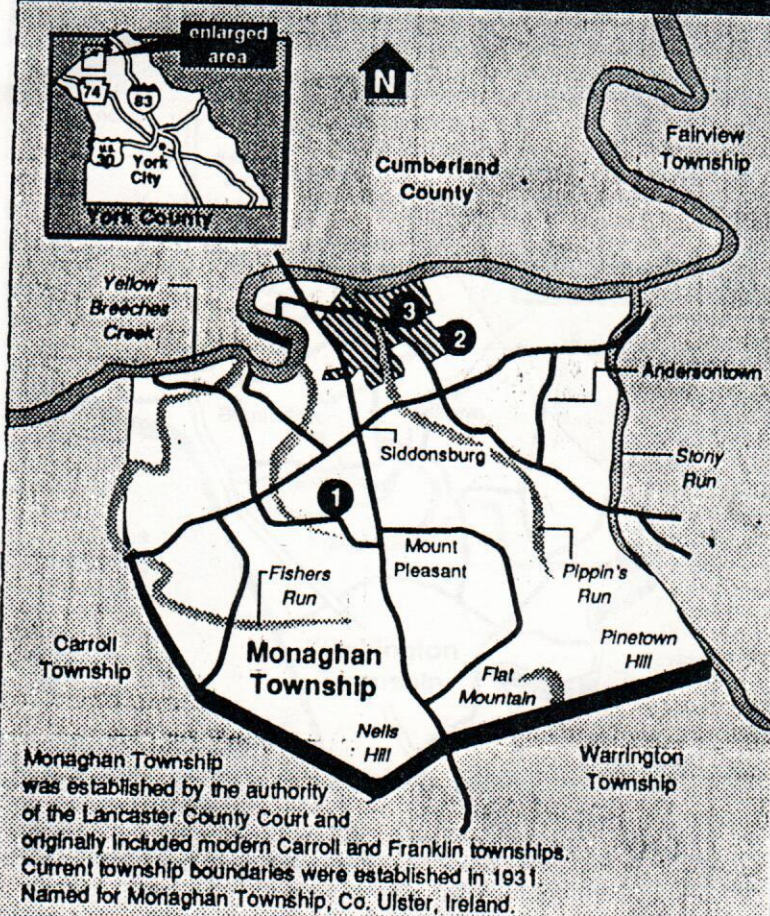 enlarged
area
74
83
U.S.
30
York
City
York County
N
Cumberland
County
Fairview
Township
Yellow
Breeches
Creek
3
2
Andersontown
Siddonsburg
Stony
Run
1
Mount
Pleasant
Fishers
Run
Pippin's
Run
Carroll
Township
Monaghan
Township
Pinetown
Hill
Flat
Mountain
Nells
Hill
Warrington
Township
Monaghan Township
was established by the authority
of the Lancaster County Court and
originally included modern Carroll and Franklin townships.
Current township boundaries were established in 1931.
Named for Monaghan Township, Co. Ulster, Ireland.